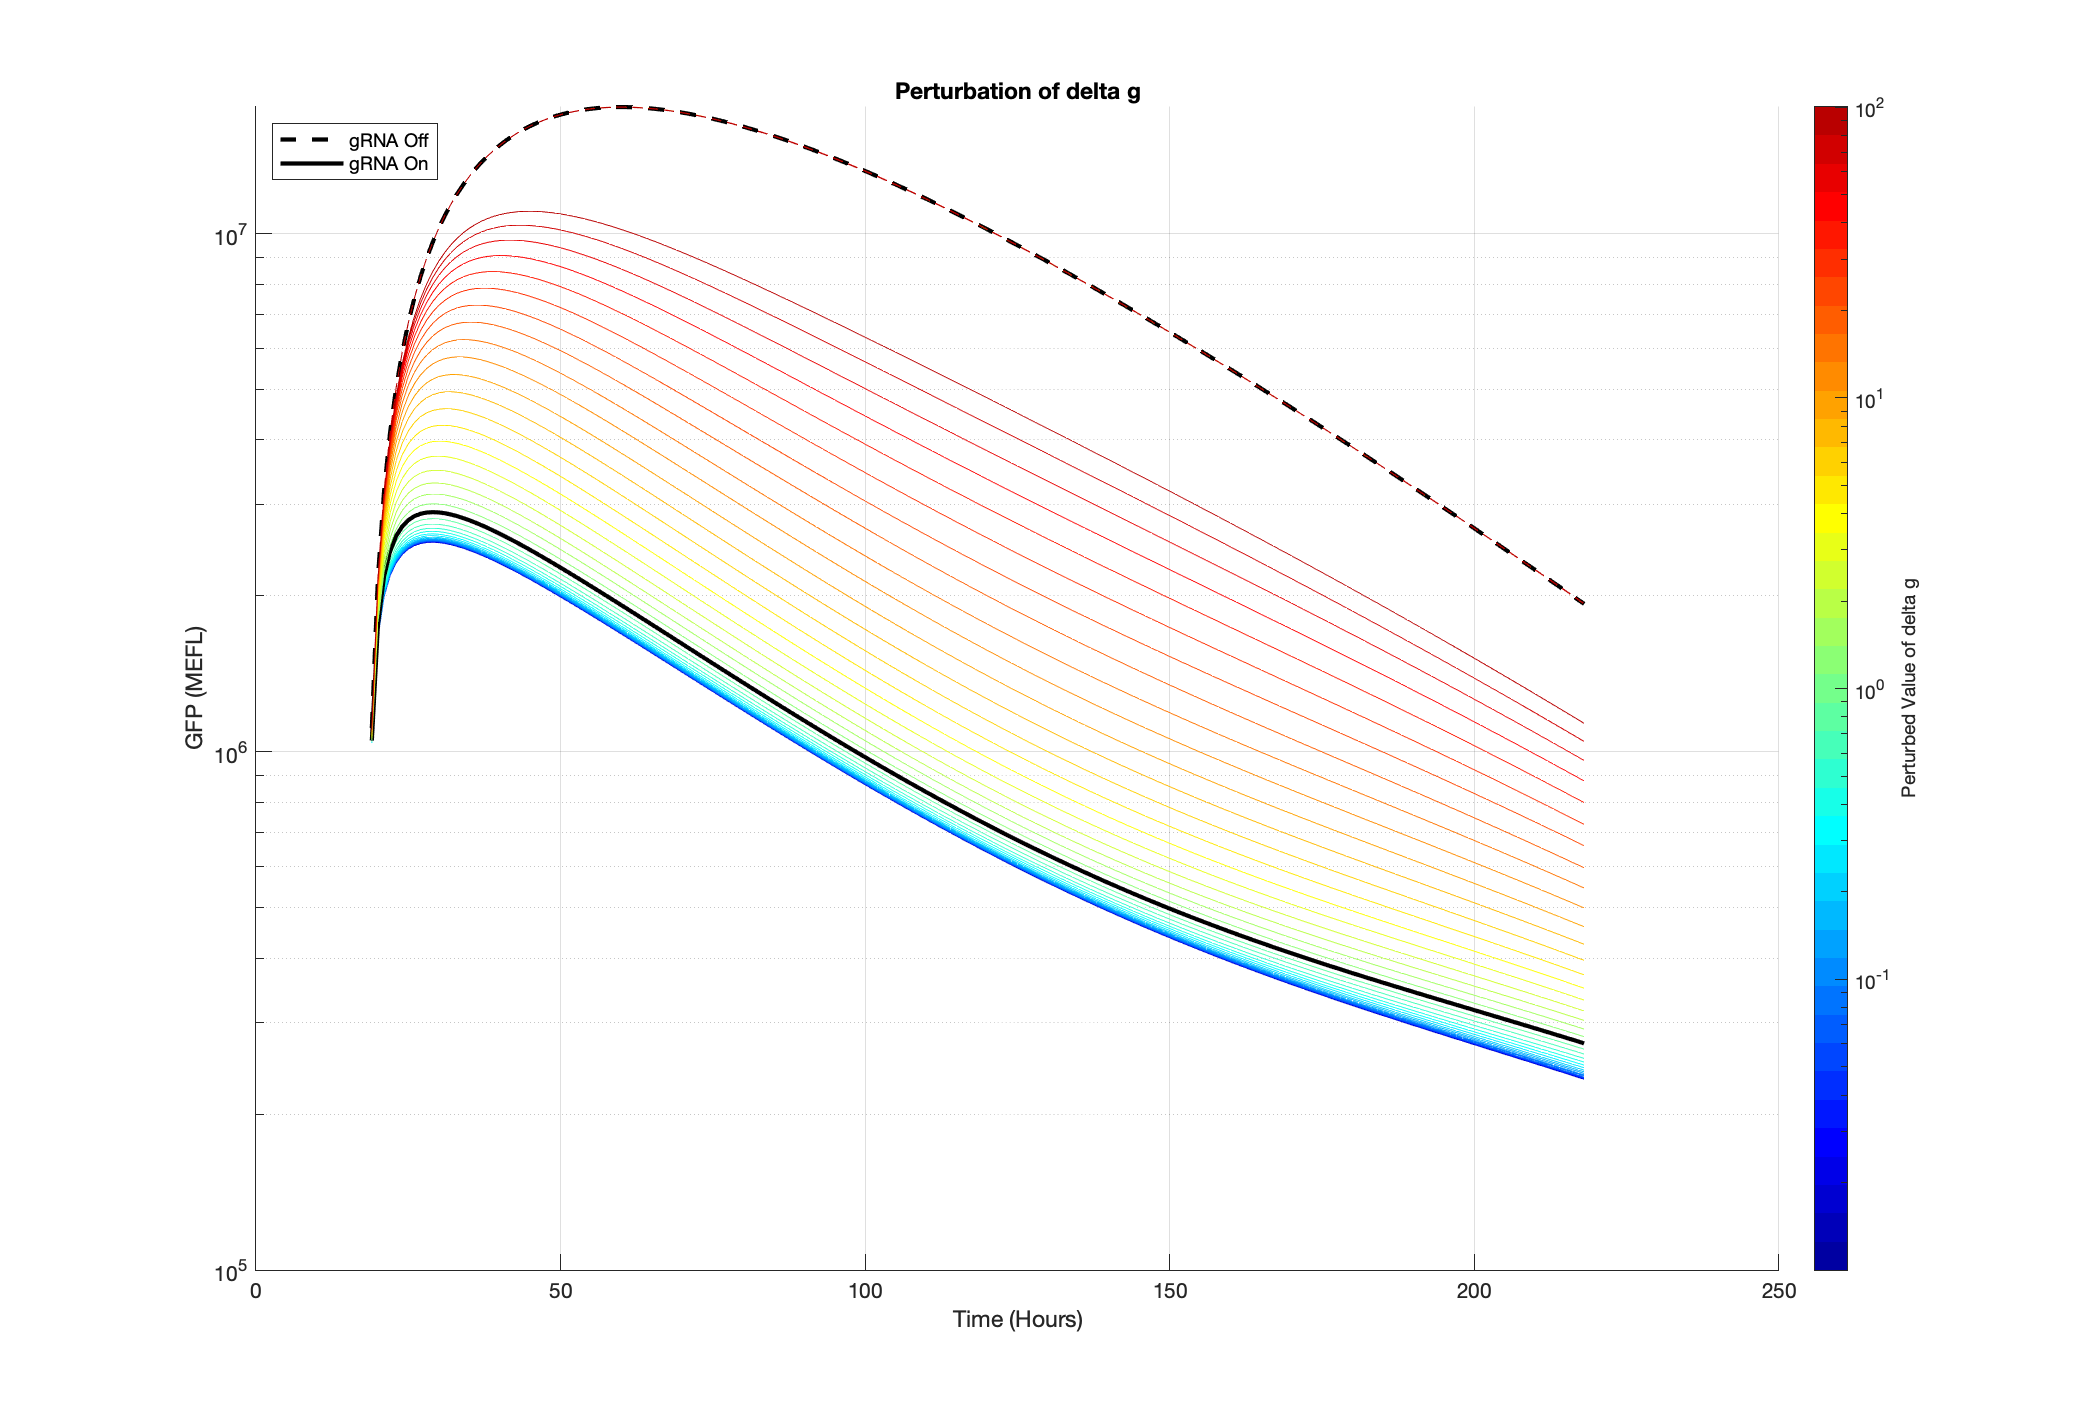 Perturbation of delta g
gRNA Off
gRNA On
GFP (MEFL)
10^7
10^6
10^5
0 50 100 150 200 250
Time (Hours)
10^2
10^1
10^0
10^-1
Perturbed Value of delta g